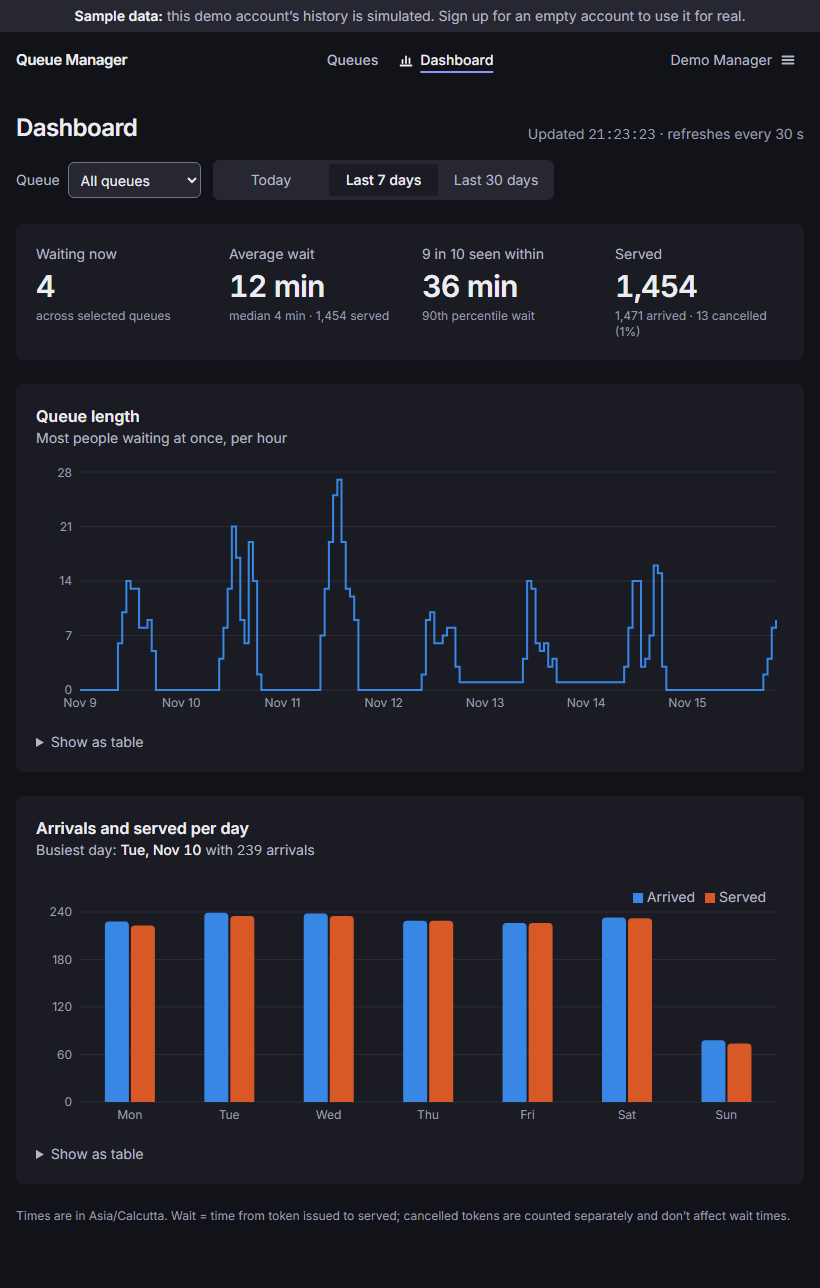 Sample data: this demo account's history is simulated. Sign up for an empty account to use it for real.
Queue Manager
Queues
Dashboard
Demo Manager
Dashboard
Updated 21:23:23 · refreshes every 30 s
Queue
All queues
Today
Last 7 days
Last 30 days
Waiting now
4
across selected queues
Average wait
12 min
median 4 min · 1,454 served
9 in 10 seen within
36 min
90th percentile wait
Served
1,454
1,471 arrived · 13 cancelled
(1%)
Queue length
Most people waiting at once, per hour
28
21
14
7
0
Nov 9 Nov 10 Nov 11 Nov 12 Nov 13 Nov 14 Nov 15
Show as table
Arrivals and served per day
Busiest day: Tue, Nov 10 with 239 arrivals
Arrived Served
240
180
120
60
0
Mon Tue Wed Thu Fri Sat Sun
Show as table
Times are in Asia/Calcutta. Wait = time from token issued to served; cancelled tokens are counted separately and don't affect wait times.